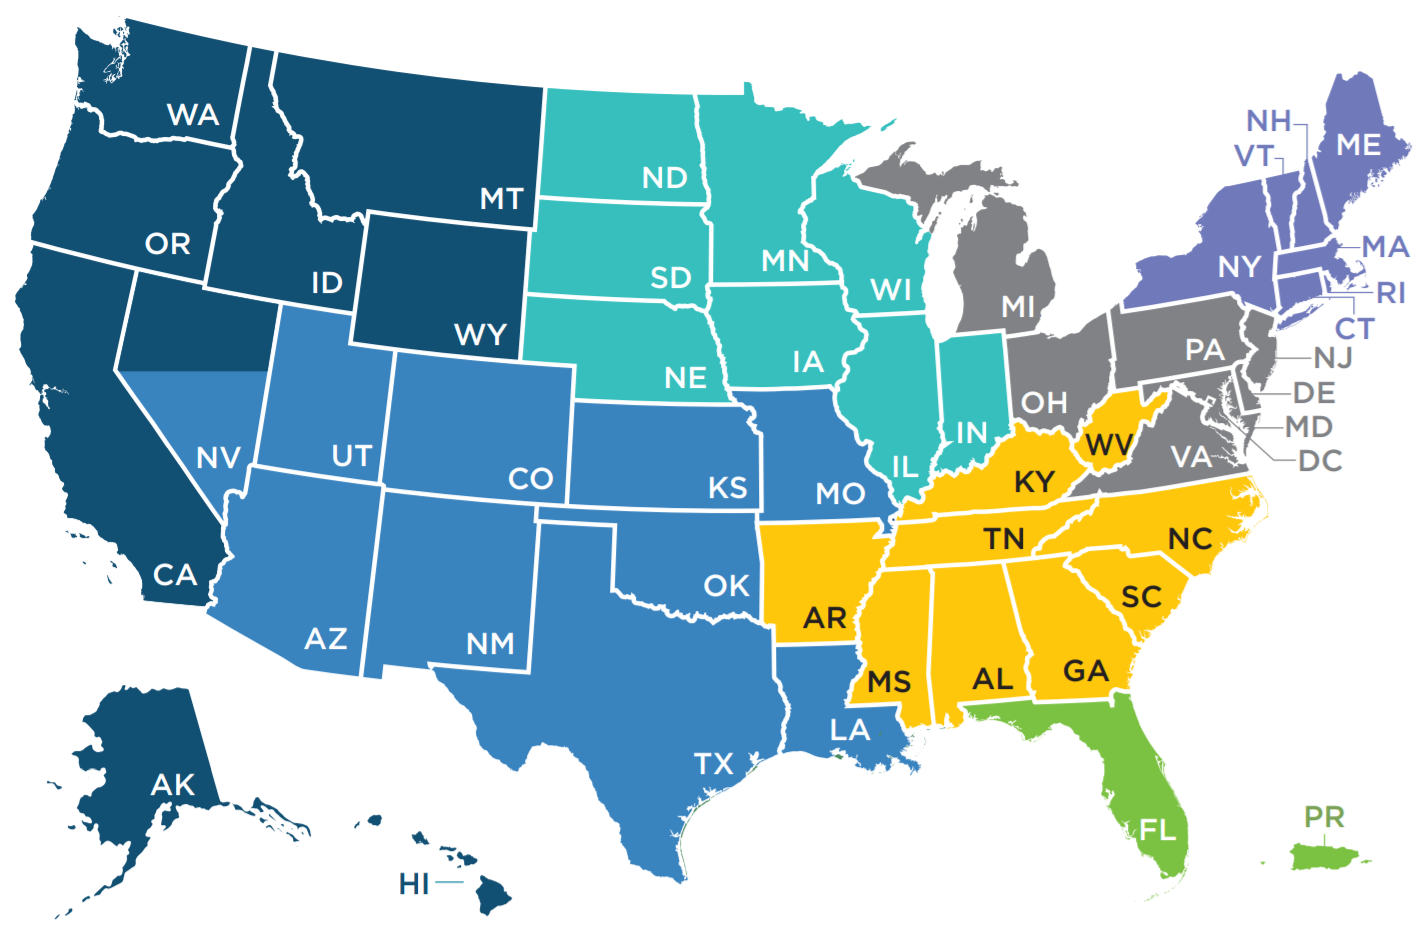 WA
OR
CA
NV
ID
MT
WY
UT
CO
AZ
NM
ND
SD
NE
KS
OK
TX
MN
IA
MO
AR
LA
WI
IL
IN
MI
OH
KY
TN
MS
AL
GA
SC
NC
WV
VA
PA
NY
VT
NH
ME
MA
RI
CT
NJ
DE
MD
DC
FL
PR
AK
HI